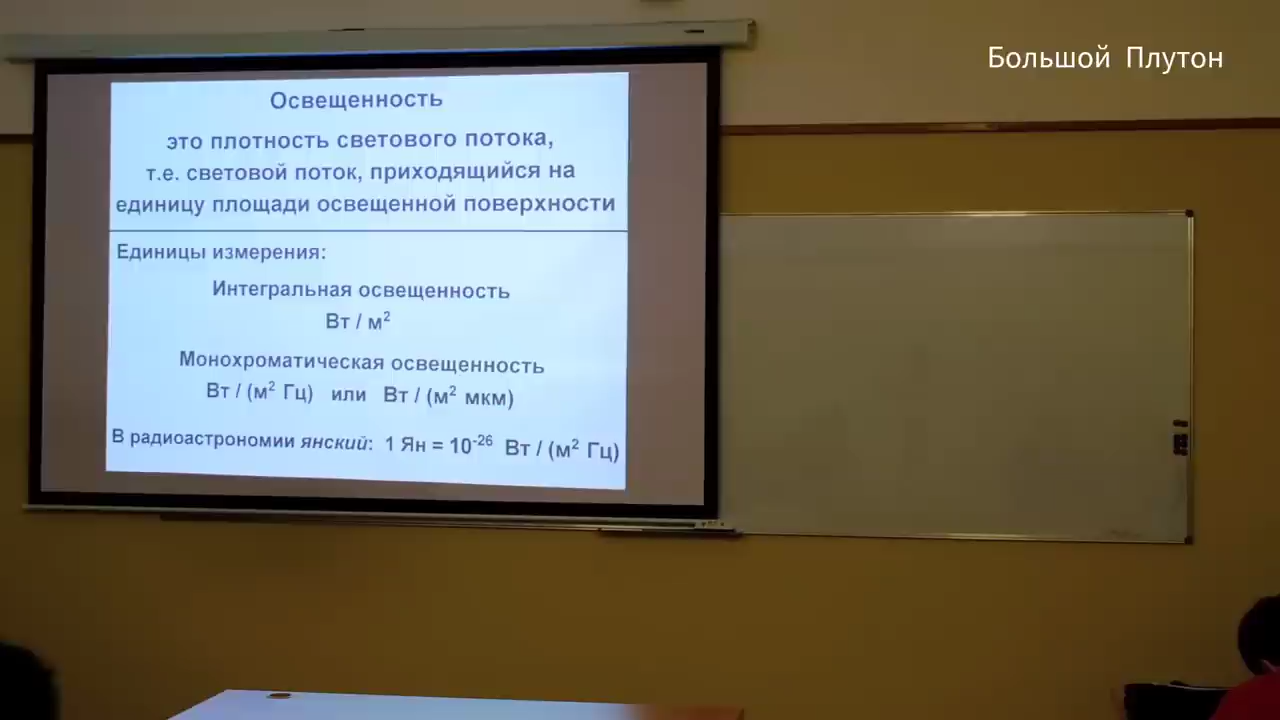 Большой Плутон
Освещенность
это плотность светового потока,
т.е. световой поток, приходящийся на
единицу площади освещенной поверхности
Единицы измерения:
Интегральная освещенность
Вт / м²
Монохроматическая освещенность
Вт / (м² Гц) или Вт / (м² мкм)
В радиоастрономии янский: 1 Ян = 10⁻²⁶ Вт / (м² Гц)